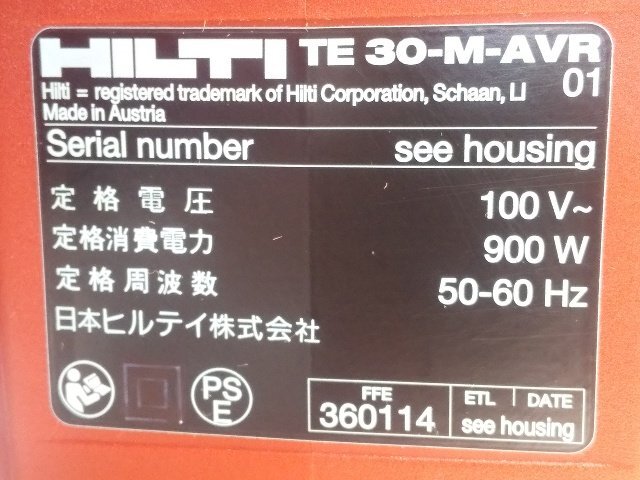 HILTI TE 30-M-AVR
01
Hilti = registered trademark of Hilti Corporation, Schaan, LI
Made in Austria
Serial number see housing
定格電圧 100 V~
定格消費電力 900 W
定格周波数 50-60 Hz
日本ヒルテイ株式会社
PS
E
FFE ETL DATE
360114 see housing